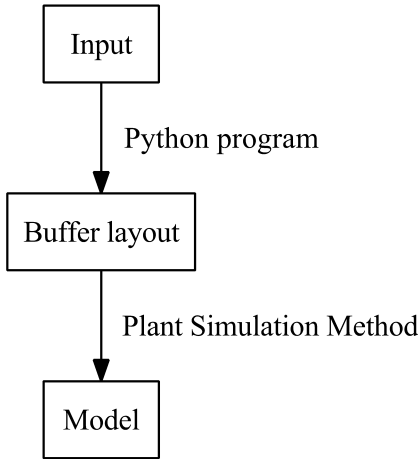 Input
Python program
Buffer layout
Plant Simulation Method
Model